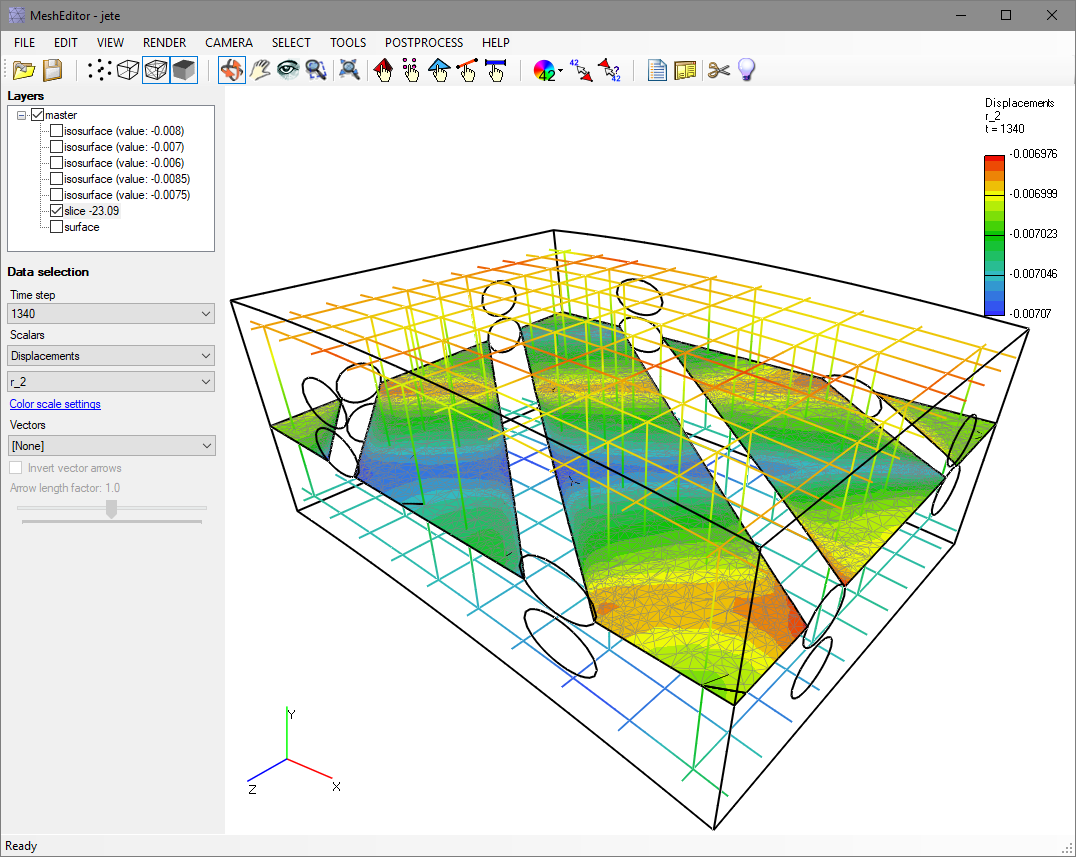 MeshEditor - jete
FILE EDIT VIEW RENDER CAMERA SELECT TOOLS POSTPROCESS HELP
42 42 ?
42
Layers
master
isosurface (value: -0.008)
isosurface (value: -0.007)
isosurface (value: -0.006)
isosurface (value: -0.0085)
isosurface (value: -0.0075)
slice -23.09
surface
Data selection
Time step
1340
Scalars
Displacements
r_2
Color scale settings
Vectors
[None]
Invert vector arrows
Arrow length factor: 1.0
Displacements
r_2
t = 1340
-0.006976
-0.006999
-0.007023
-0.007046
-0.00707
Y
X
Z
Ready